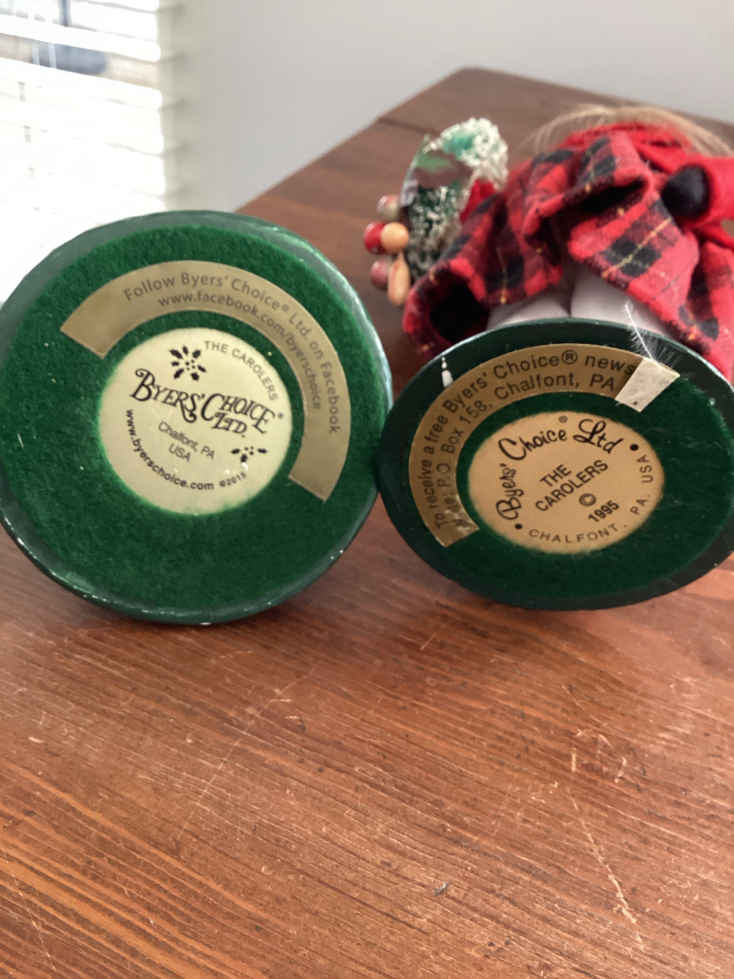 Follow Byers' Choice® Ltd. on Facebook
www.facebook.com/byerschoice
THE CAROLERS
BYERS' CHOICE®
LTD.
Chalfont, PA
USA
www.byerschoice.com ©2015
To receive a free Byers' Choice® news
P.O. Box 158, Chalfont, PA
Byers' Choice® Ltd
THE
CAROLERS
©
1995
CHALFONT, PA. USA